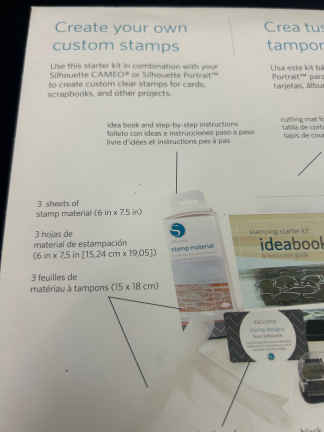 Create your own
custom stamps
Use this starter kit in combination with your
Silhouette CAMEO® or Silhouette Portrait™
to create custom clear stamps for cards,
scrapbooks, and other projects.
Crea tus
tampor
Usa este kit bá
Portrait™ para
tarjetas, álbu
idea book and step-by-step instructions
folleto con ideas e instrucciones paso a paso
livre d'idées et instructions pas à pas
cutting mat
tabla de cort
tapis de cou
3 sheets of
stamp material (6 in x 7.5 in)
3 hojas de
material de estampación
(6 in x 7.5 in [15.24 cm x 19.05])
3 feuilles de
matériau à tampons (15 x 18 cm)
stamp material
stamping starter kit
ideabook